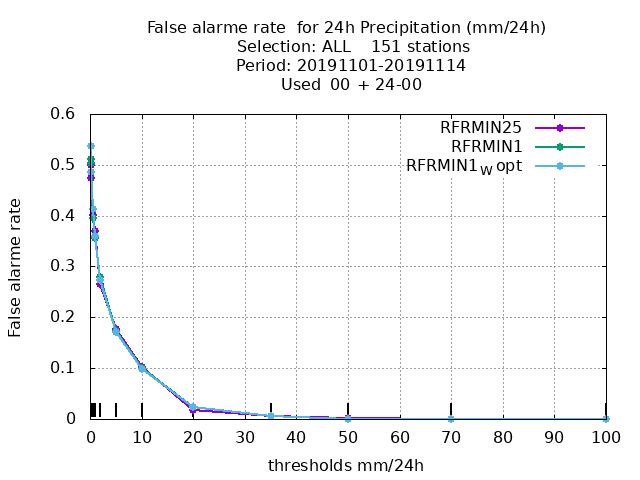 False alarme rate  for 24h Precipitation (mm/24h)
Selection: ALL    151 stations
Period: 20191101-20191114
Used  00 + 24-00
RFRMIN25
RFRMIN1
RFRMIN1W opt
0.6
0.5
0.4
0.3
0.2
0.1
0
False alarme rate
0 10 20 30 40 50 60 70 80 90 100
thresholds mm/24h